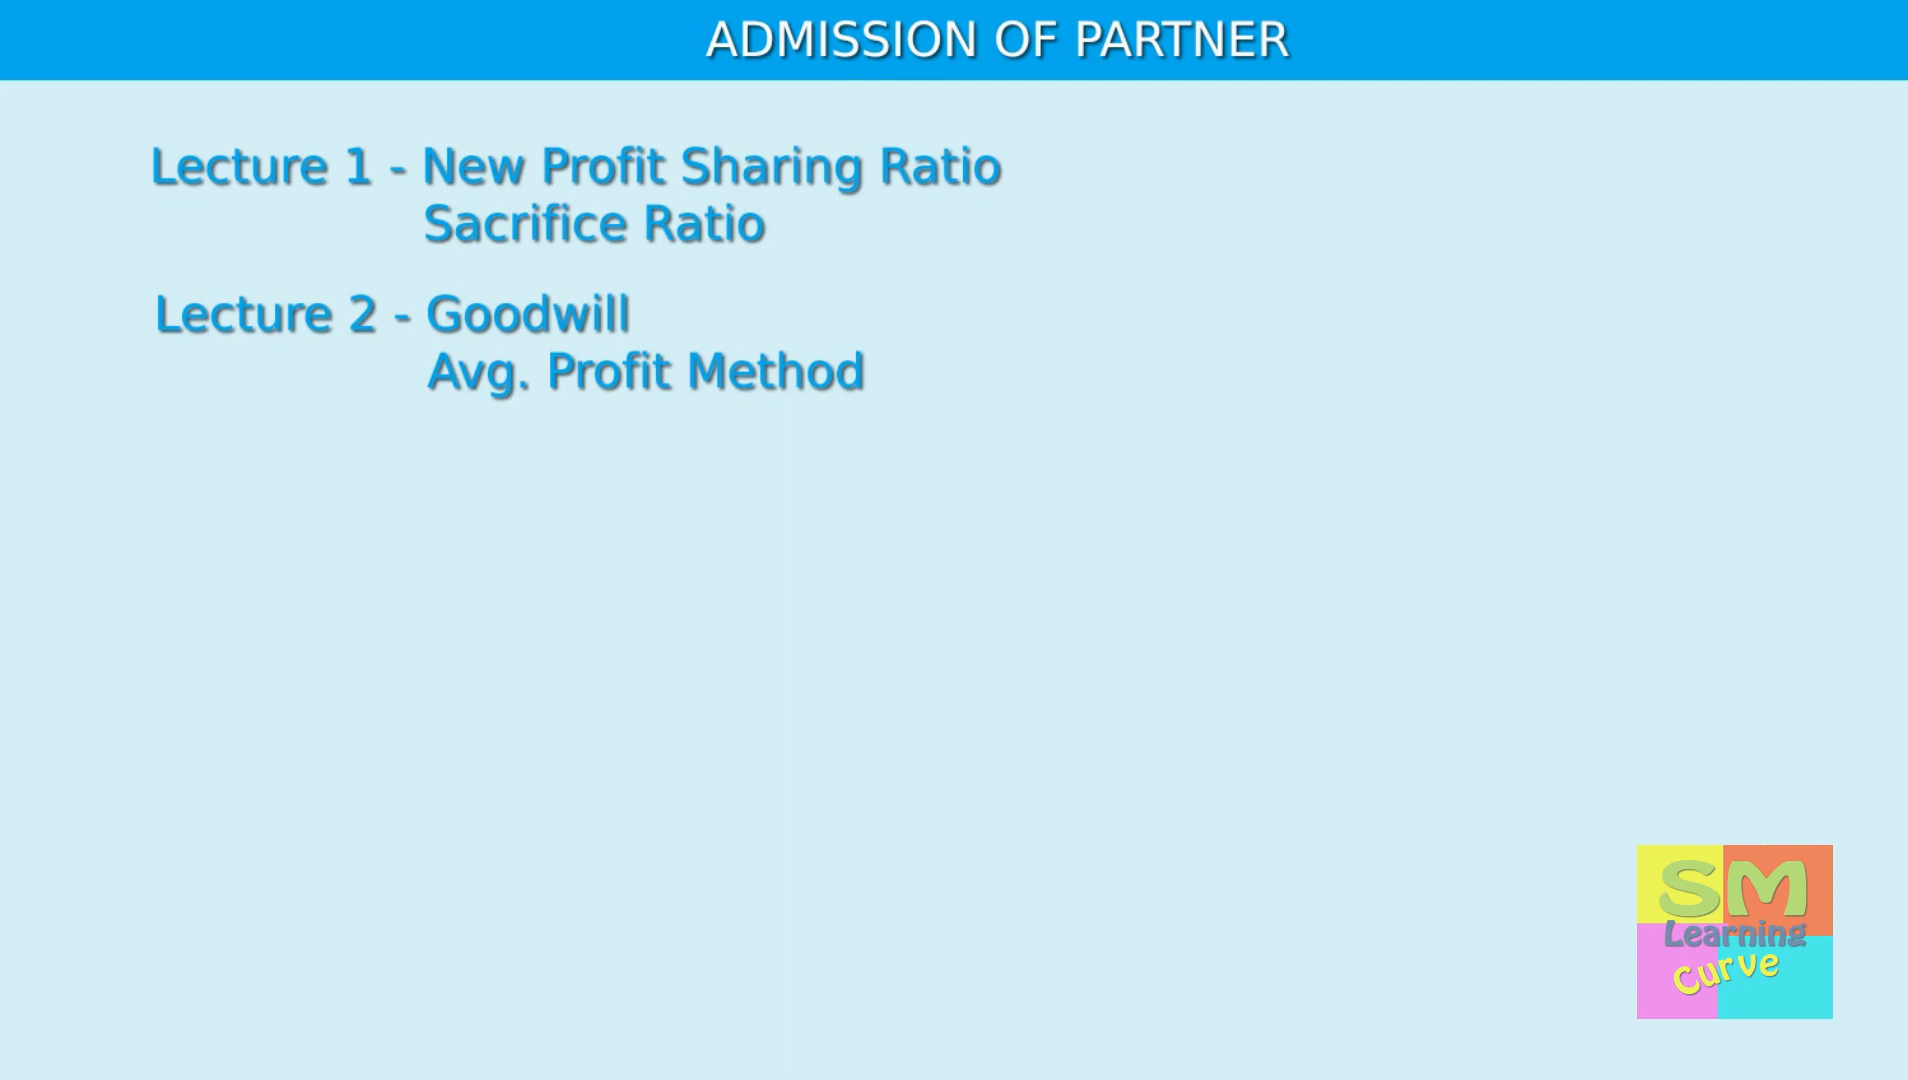 ADMISSION OF PARTNER
Lecture 1 - New Profit Sharing Ratio
Sacrifice Ratio
Lecture 2 - Goodwill
Avg. Profit Method
SM
Learning
Curve